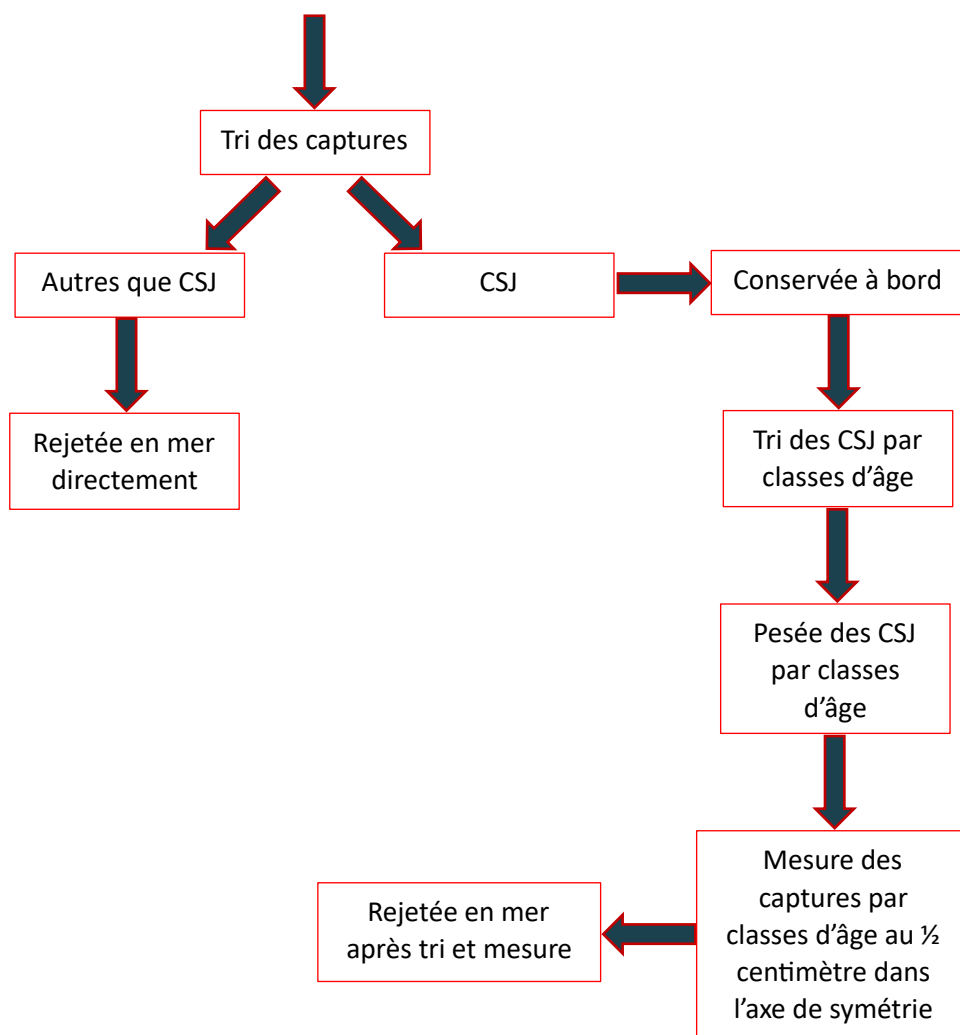 Tri des captures
Autres que CSJ
CSJ
Conservée à bord
Rejetée en mer
directement
Tri des CSJ par
classes d’âge
Pesée des CSJ
par classes
d’âge
Mesure des
captures par
classes d’âge au ½
centimètre dans
l’axe de symétrie
Rejetée en mer
après tri et mesure